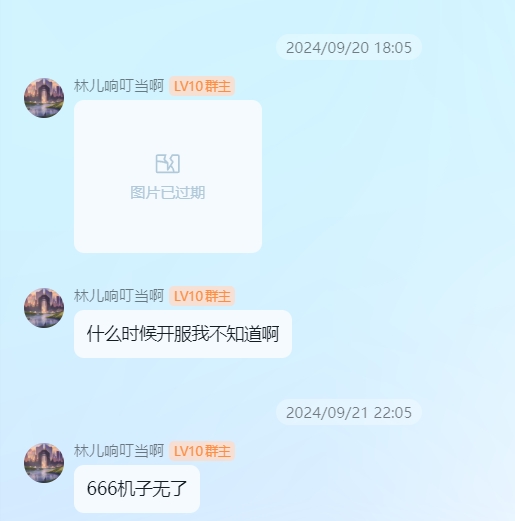 2024/09/20 18:05
林儿响叮当啊 LV10 群主
图片已过期
林儿响叮当啊 LV10 群主
什么时候开服我不知道啊
2024/09/21 22:05
林儿响叮当啊 LV10 群主
666机子无了